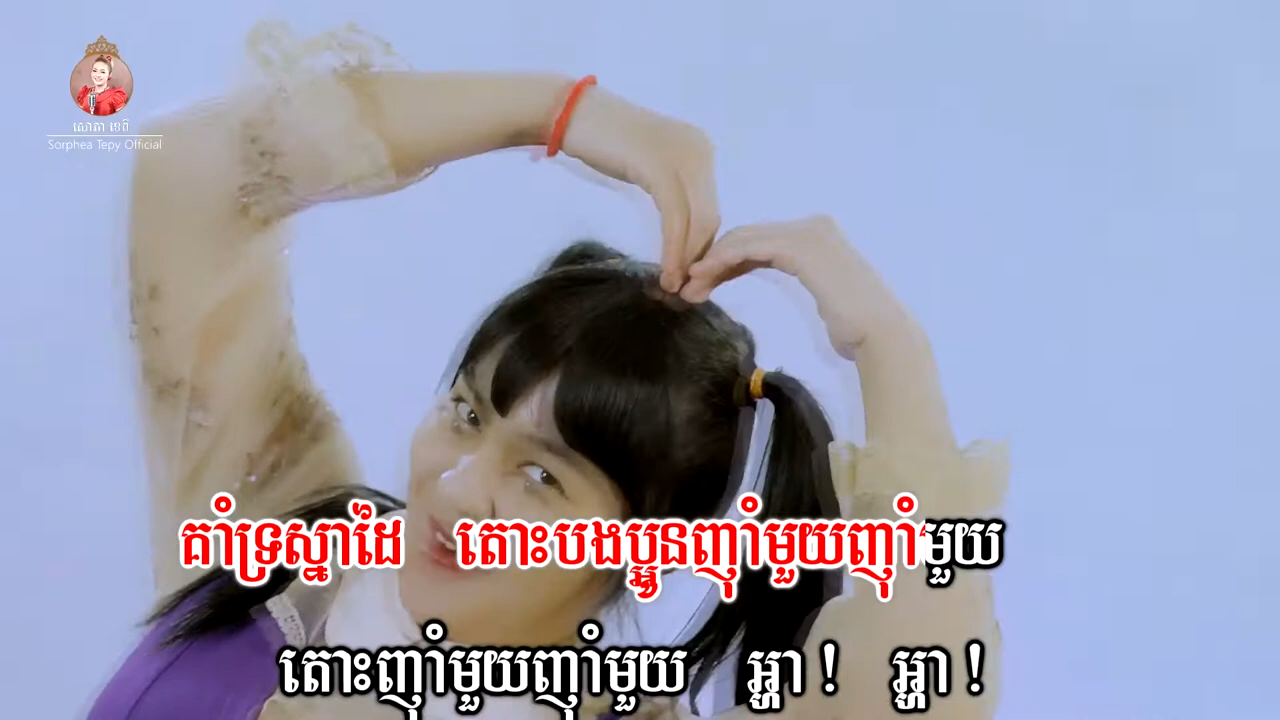 សោភា ទេពី
Sorphea Tepy Official
គាំទ្រស្នាដៃ តោះបងប្អូនញ៉ាំមួយញ៉ាំមួយ
តោះញ៉ាំមួយញ៉ាំមួយ អ្ហា ! អ្ហា !